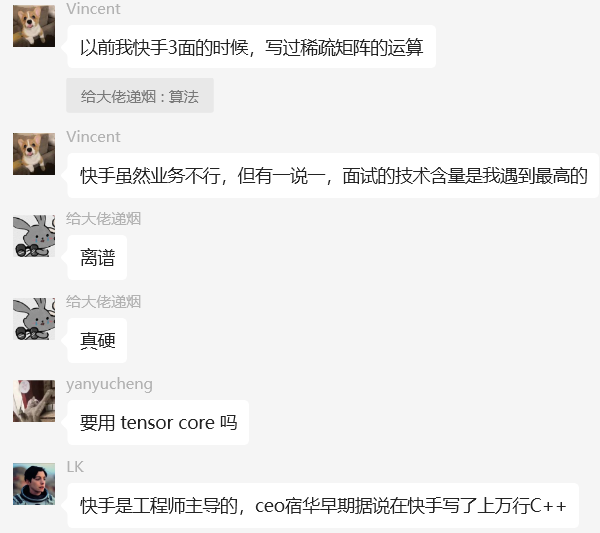 Vincent
以前我快手3面的时候，写过稀疏矩阵的运算
给大佬递烟 : 算法
Vincent
快手虽然业务不行，但有一说一，面试的技术含量是我遇到最高的
给大佬递烟
离谱
给大佬递烟
真硬
yanyucheng
要用 tensor core 吗
LK
快手是工程师主导的，ceo宿华早期据说在快手写了上万行C++